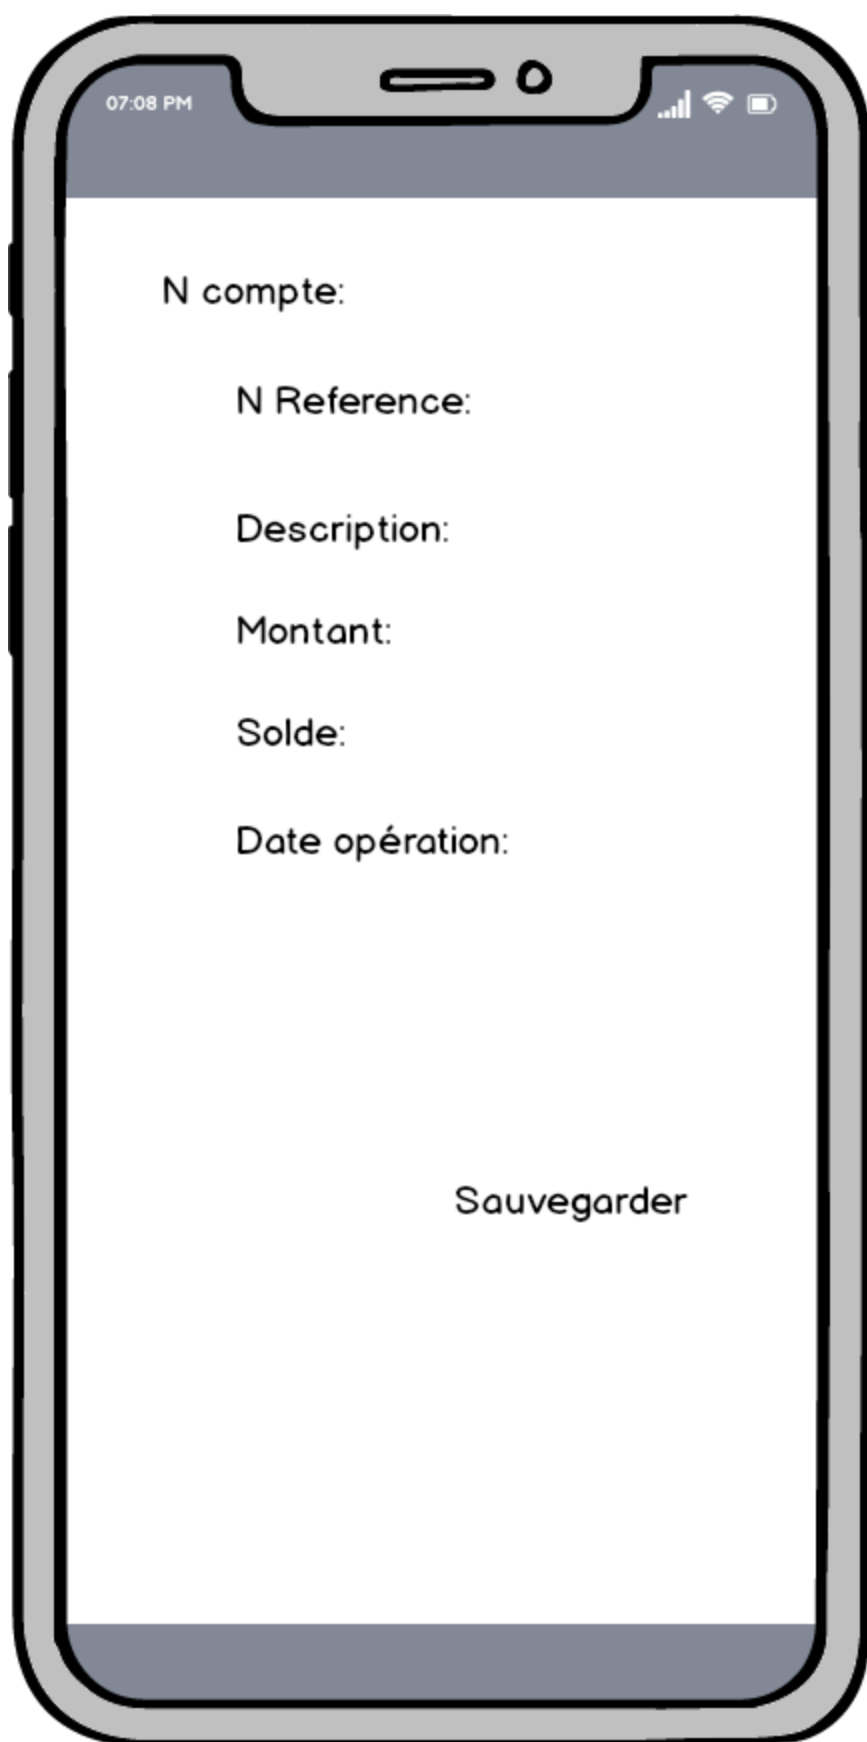 07:08 PM
N compte:
N Reference:
Description:
Montant:
Solde:
Date opération:
Sauvegarder